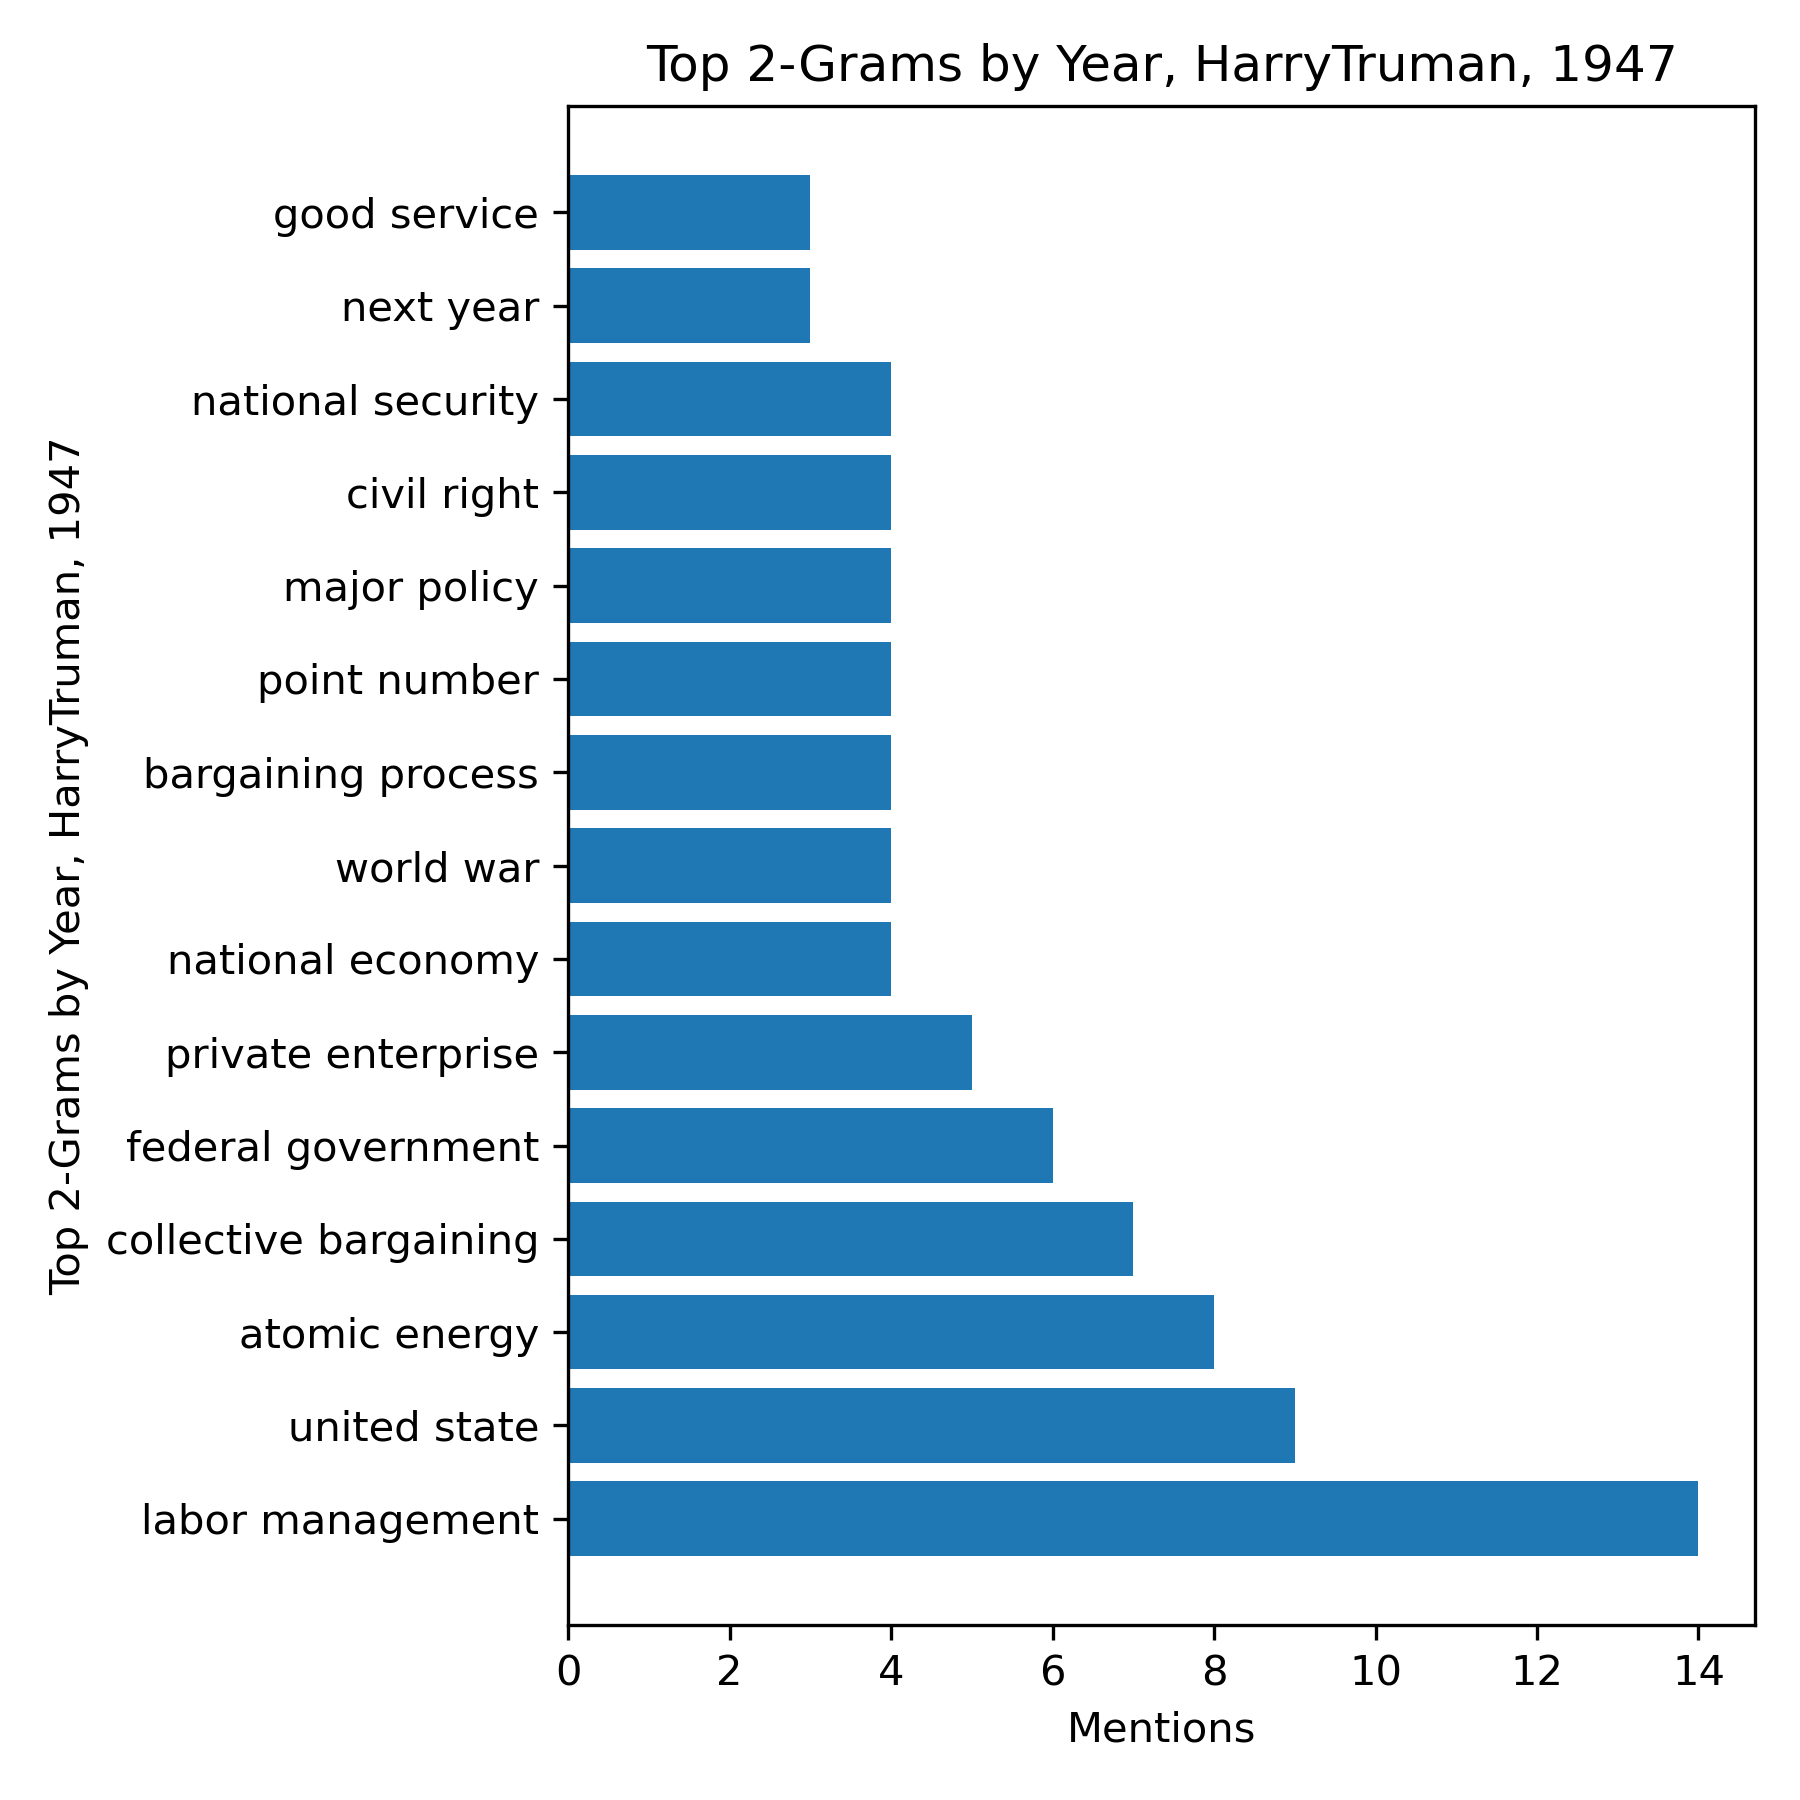 Top 2-Grams by Year, HarryTruman, 1947
Top 2-Grams by Year, HarryTruman, 1947
good service
next year
national security
civil right
major policy
point number
bargaining process
world war
national economy
private enterprise
federal government
collective bargaining
atomic energy
united state
labor management
0 2 4 6 8 10 12 14
Mentions